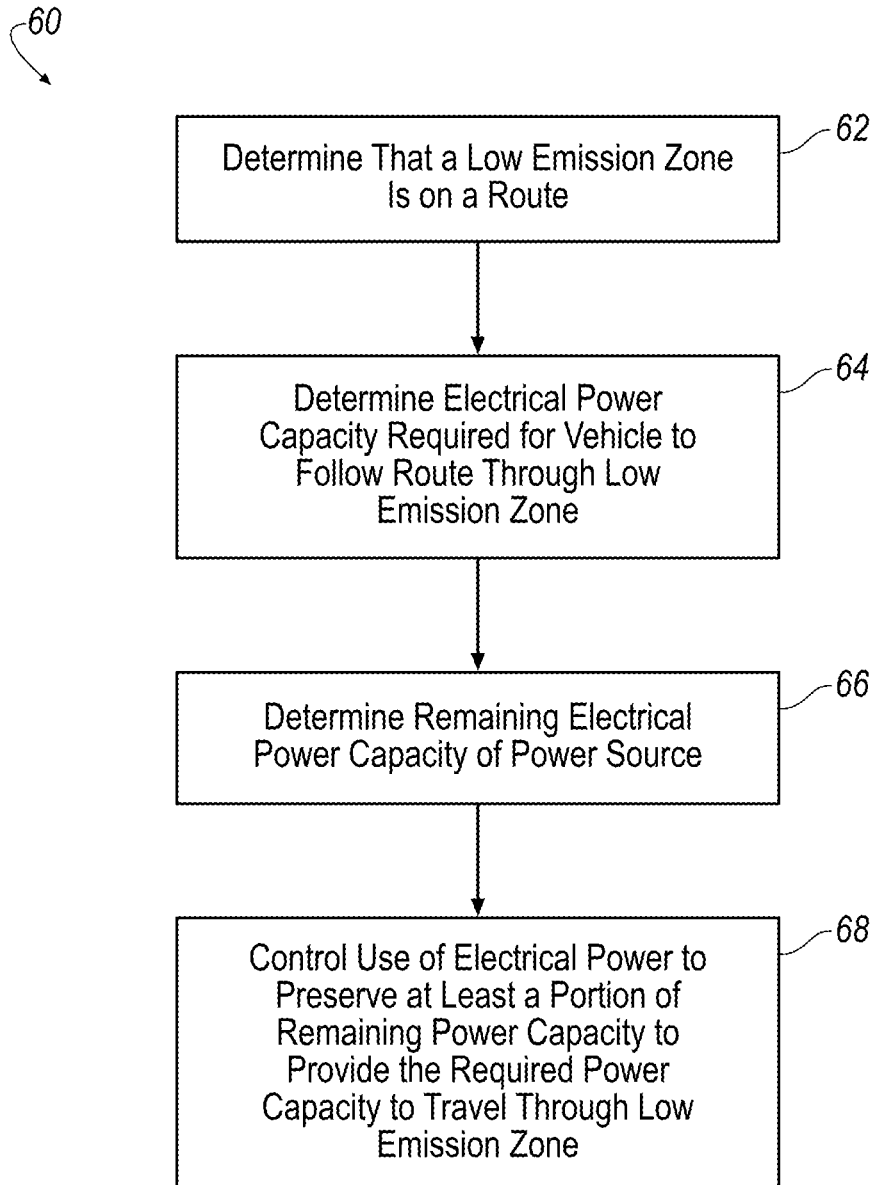 60
62
Determine That a Low Emission Zone
Is on a Route
64
Determine Electrical Power
Capacity Required for Vehicle to
Follow Route Through Low
Emission Zone
66
Determine Remaining Electrical
Power Capacity of Power Source
68
Control Use of Electrical Power to
Preserve at Least a Portion of
Remaining Power Capacity to
Provide the Required Power
Capacity to Travel Through Low
Emission Zone